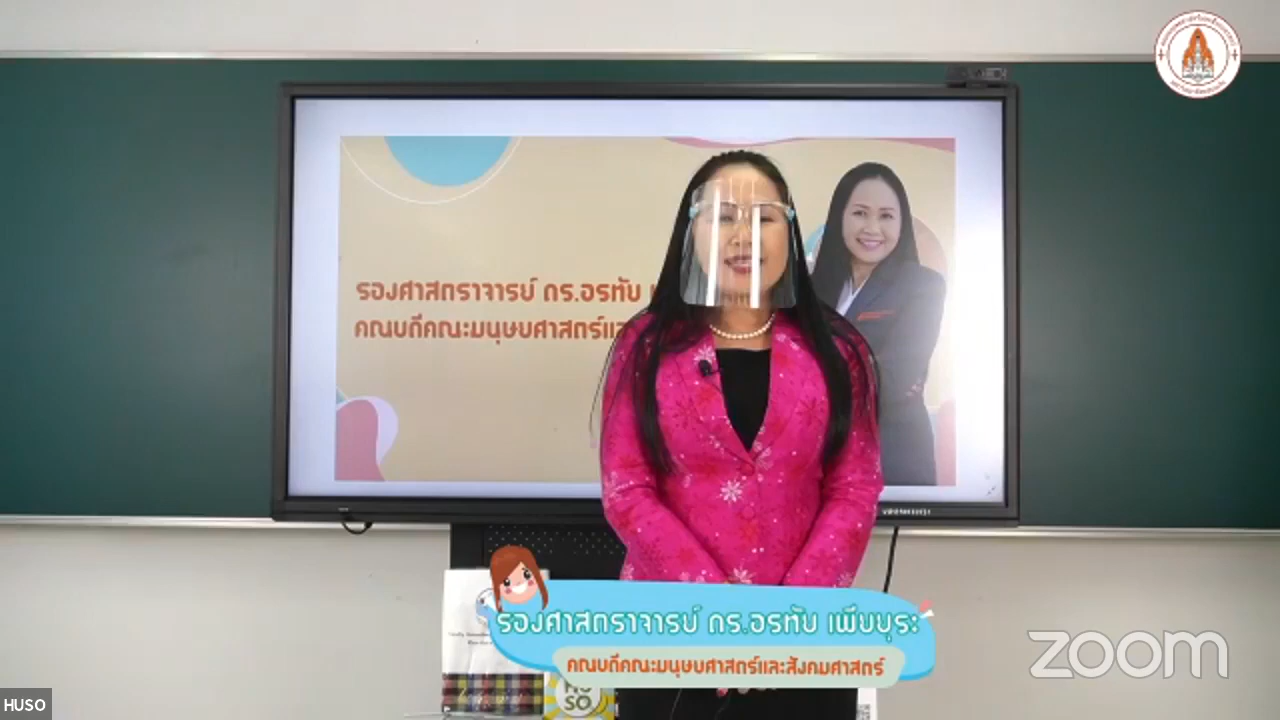 รองศาสตราจารย์ ดร.อรทัย
คณบดีคณะมนุษยศาสตร์และ
รองศาสตราจารย์ ดร.อรทัย เพียยุระ
คณบดีคณะมนุษยศาสตร์และสังคมศาสตร์
HUSO
HUSO
zoom